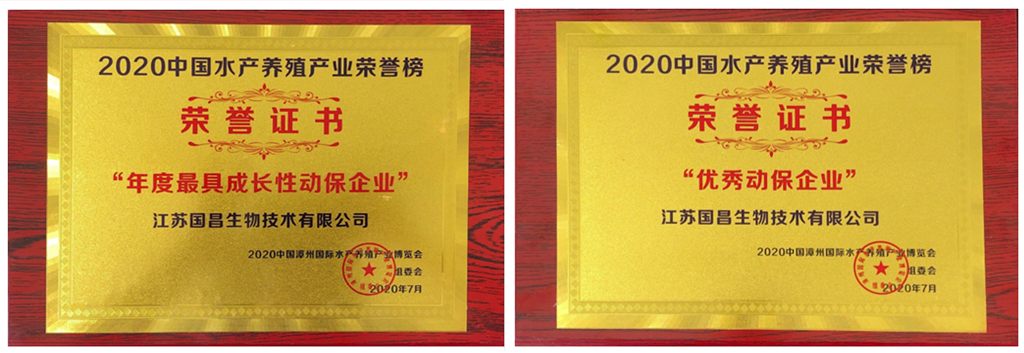 2020中国水产养殖产业荣誉榜
荣誉证书
“年度最具成长性动保企业”
江苏国昌生物技术有限公司
2020中国漳州国际水产养殖产业博览会
组委会
2020年7月
2020中国水产养殖产业荣誉榜
荣誉证书
“优秀动保企业”
江苏国昌生物技术有限公司
2020中国漳州国际水产养殖产业博览会
组委会
2020年7月